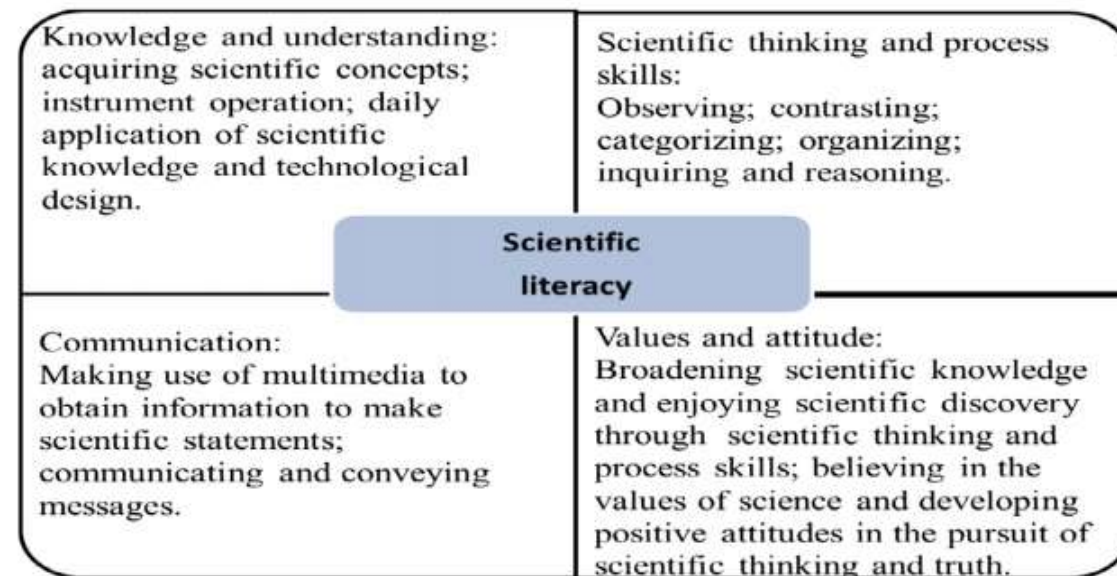 Knowledge and understanding:
acquiring scientific concepts;
instrument operation; daily
application of scientific
knowledge and technological
design.
Scientific thinking and process
skills:
Observing; contrasting;
categorizing; organizing;
inquiring and reasoning.
Scientific
literacy
Communication:
Making use of multimedia to
obtain information to make
scientific statements;
communicating and conveying
messages.
Values and attitude:
Broadening scientific knowledge
and enjoying scientific discovery
through scientific thinking and
process skills; believing in the
values of science and developing
positive attitudes in the pursuit of
scientific thinking and truth.